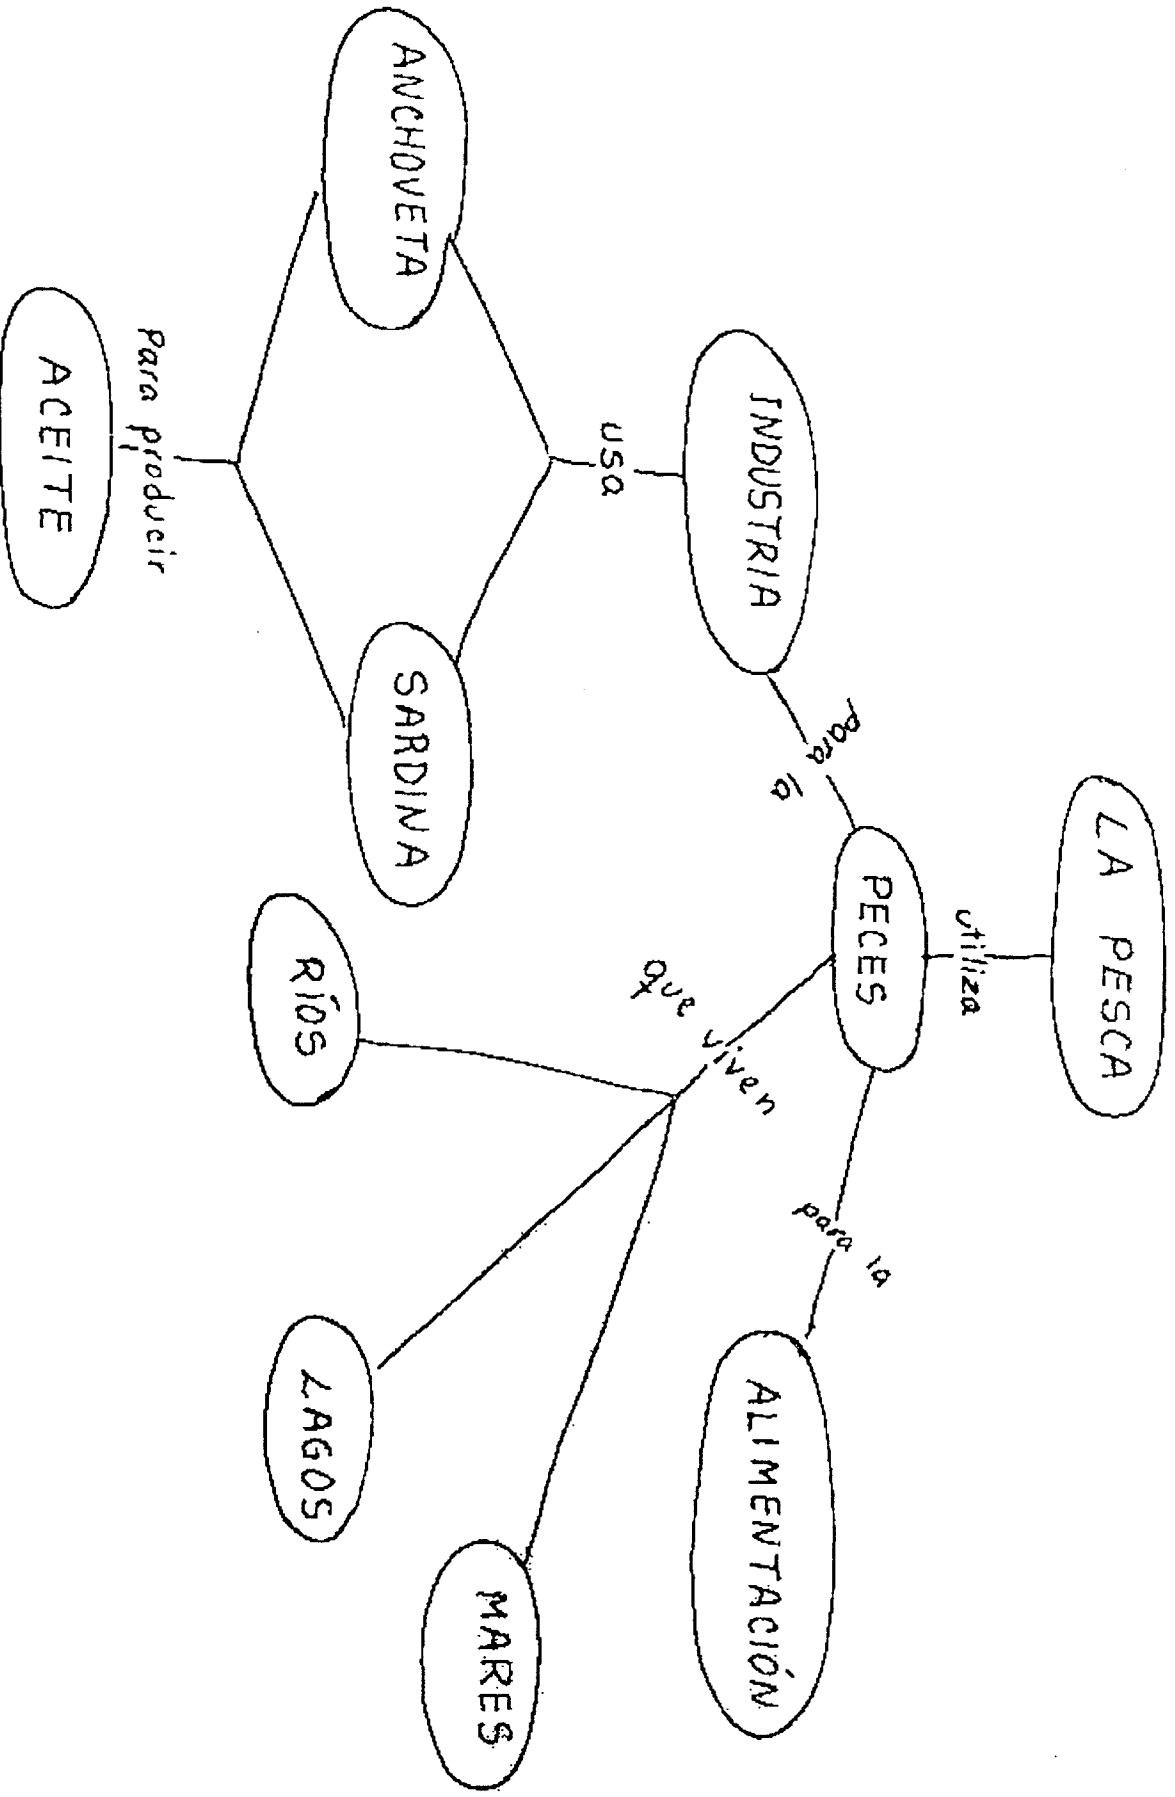 LA PESCA
utiliza
PECES
para la
para la
INDUSTRIA
ALIMENTACIÓN
que viven
usa
ANCHOVETA
SARDINA
RÍOS
LAGOS
MARES
Para producir
ACEITE